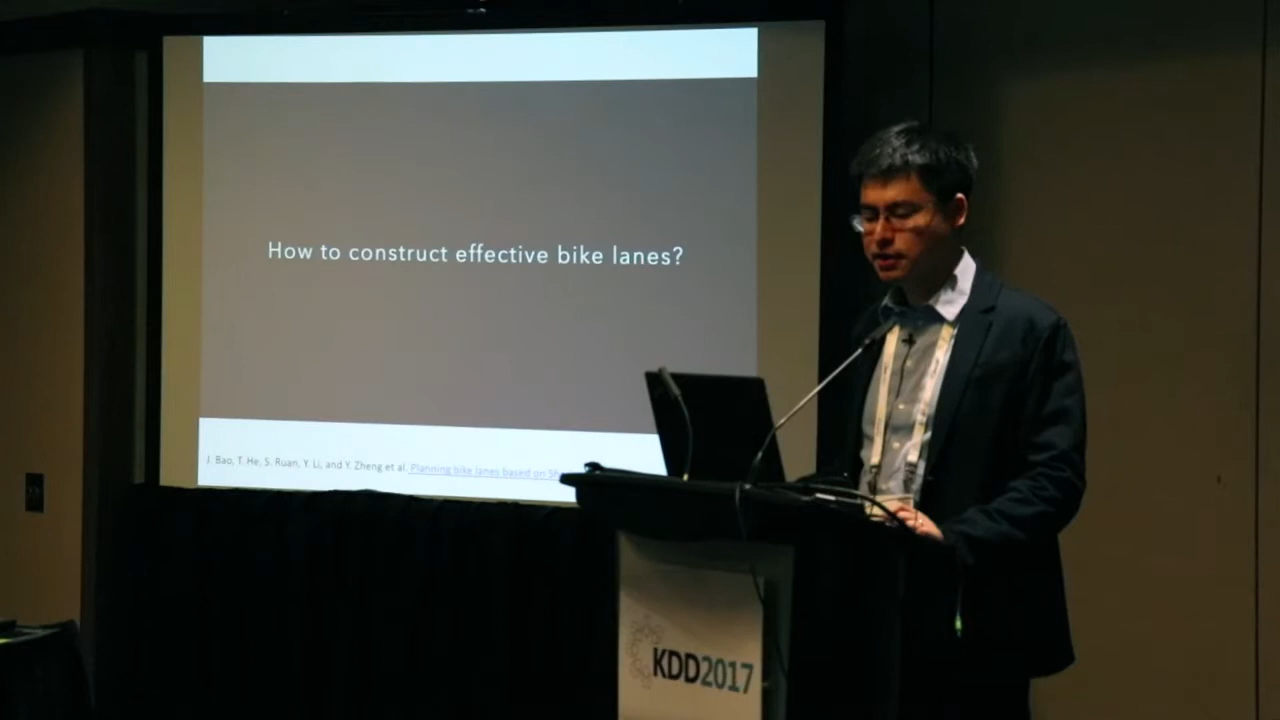 How to construct effective bike lanes?
J. Bao, T. He, S. Ruan, Y. Li, and Y. Zheng et al. Planning bike lanes based on Sh
KDD2017